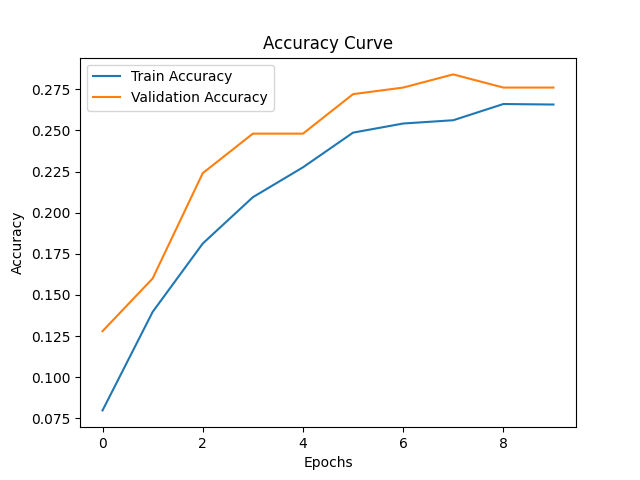 Accuracy Curve
Train Accuracy
Validation Accuracy
0.275
0.250
0.225
0.200
0.175
0.150
0.125
0.100
0.075
Accuracy
0 2 4 6 8
Epochs